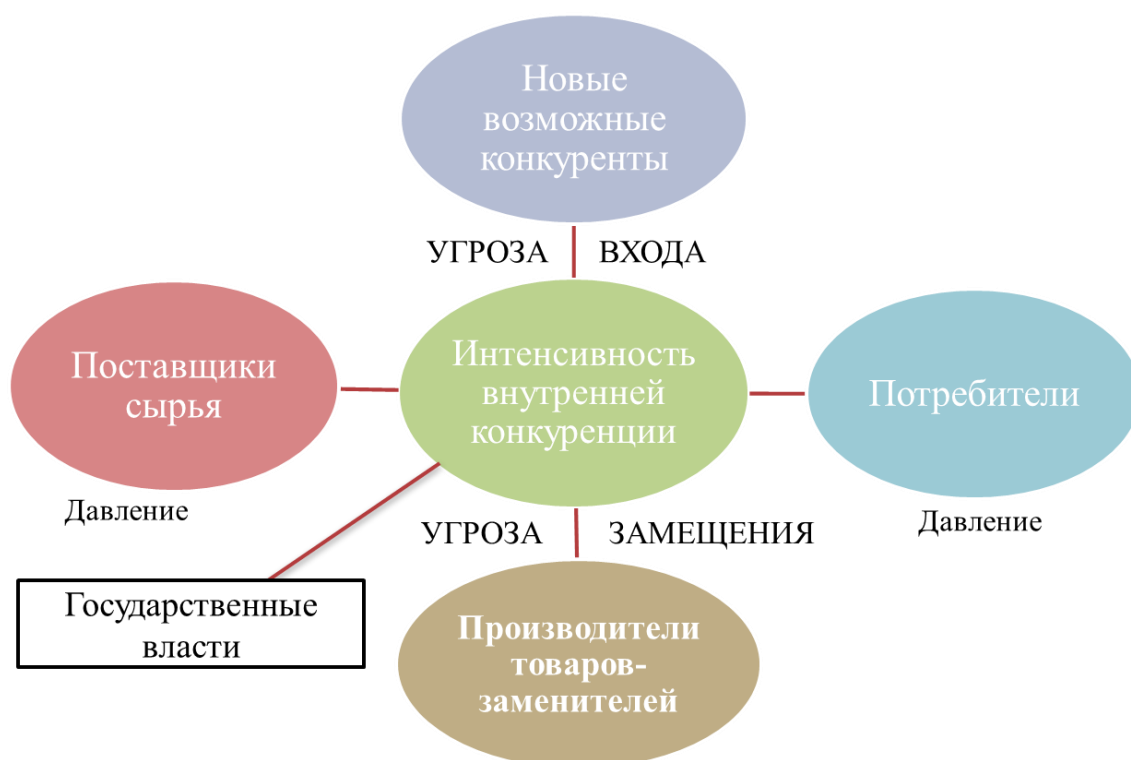 Новые
возможные
конкуренты
УГРОЗА ВХОДА
Поставщики
сырья
Интенсивность
внутренней
конкуренции
Потребители
Давление
УГРОЗА ЗАМЕЩЕНИЯ
Давление
Государственные
власти
Производители
товаров-
заменителей